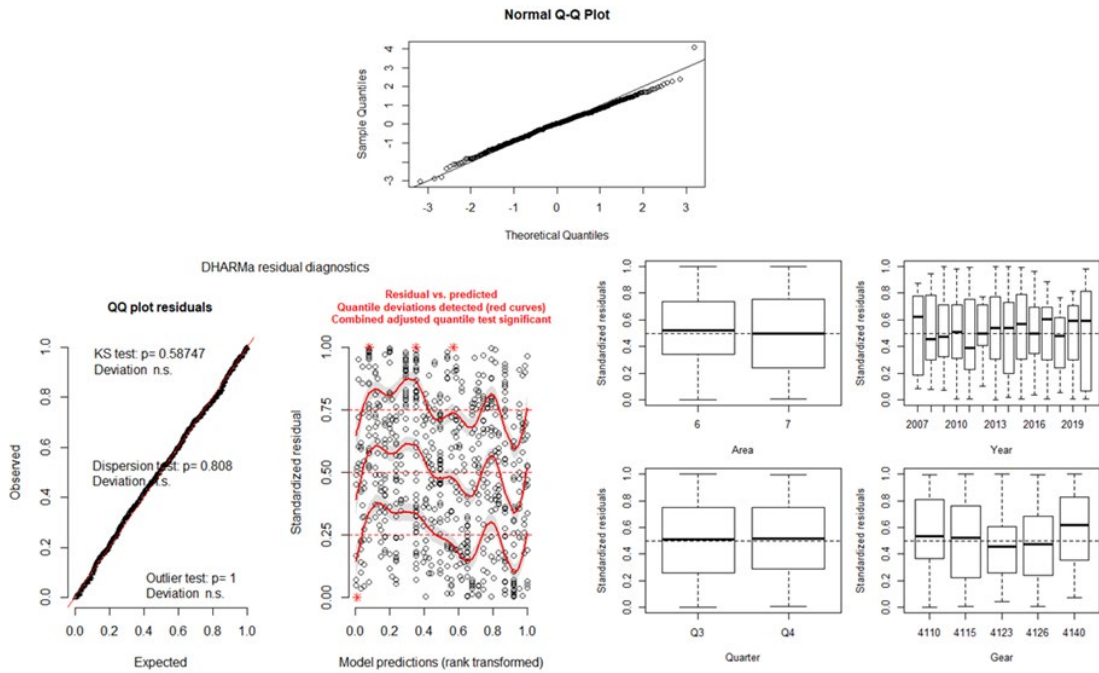 Normal Q-Q Plot
Sample Quantiles
4
3
2
1
0
-1
-3
-3 -2 -1 0 1 2 3
Theoretical Quantiles
DHARMa residual diagnostics
QQ plot residuals
Observed
1.0
0.8
0.6
0.4
0.2
0.0
KS test: p= 0.58747
Deviation n.s.
Dispersion test: p= 0.808
Deviation n.s.
Outlier test: p= 1
Deviation n.s.
0.0 0.2 0.4 0.6 0.8 1.0
Expected
Residual vs. predicted
Quantile deviations detected (red curves)
Combined adjusted quantile test significant
Standardized residual
1.00
0.75
0.50
0.25
0.00
0.0 0.2 0.4 0.6 0.8 1.0
Model predictions (rank transformed)
Standardized residuals
1.0
0.8
0.6
0.4
0.2
0.0
6 7
Area
Standardized residuals
1.0
0.8
0.6
0.4
0.2
0.0
2007 2010 2013 2016 2019
Year
Standardized residuals
1.0
0.8
0.6
0.4
0.2
0.0
Q3 Q4
Quarter
Standardized residuals
1.0
0.8
0.6
0.4
0.2
0.0
4110 4115 4123 4126 4140
Gear